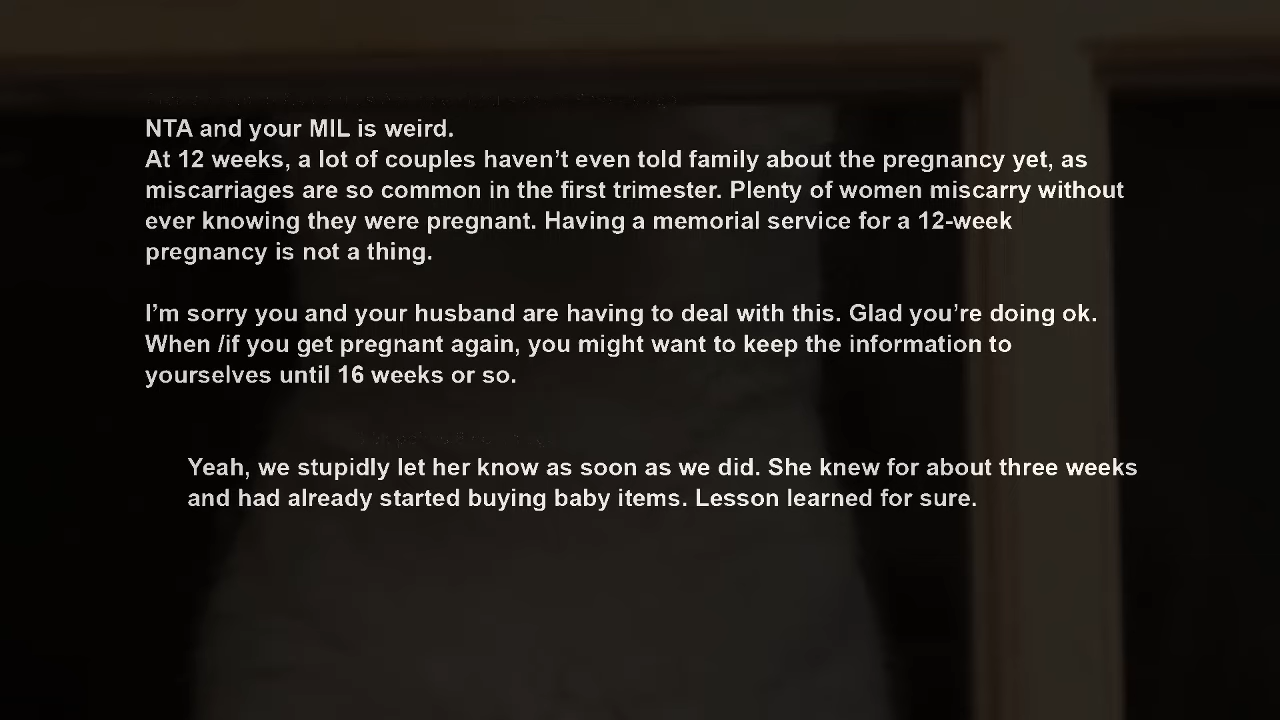 NTA and your MIL is weird.
At 12 weeks, a lot of couples haven’t even told family about the pregnancy yet, as
miscarriages are so common in the first trimester. Plenty of women miscarry without
ever knowing they were pregnant. Having a memorial service for a 12-week
pregnancy is not a thing.
I’m sorry you and your husband are having to deal with this. Glad you’re doing ok.
When /if you get pregnant again, you might want to keep the information to
yourselves until 16 weeks or so.
Yeah, we stupidly let her know as soon as we did. She knew for about three weeks
and had already started buying baby items. Lesson learned for sure.